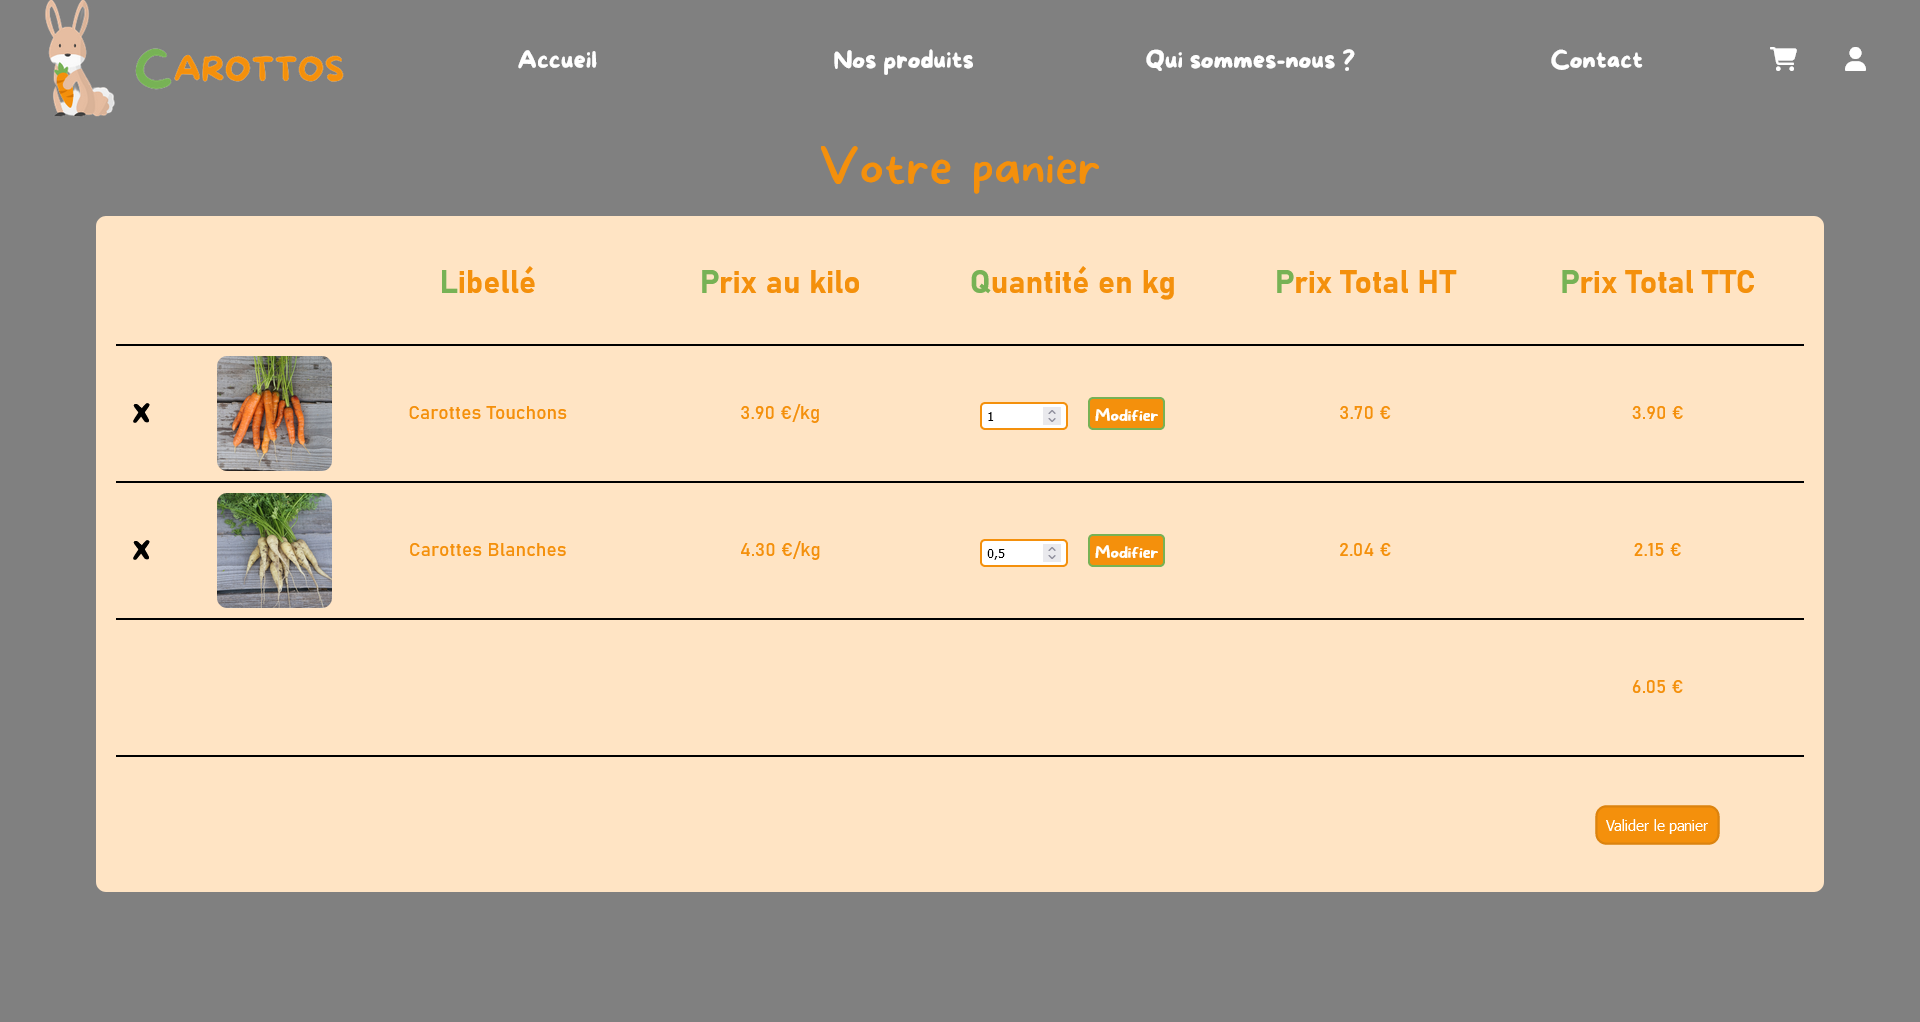 CAROTTOS
Accueil
Nos produits
Qui sommes-nous ?
Contact
Votre panier
Libellé
Prix au kilo
Quantité en kg
Prix Total HT
Prix Total TTC
X
Carottes Touchons
3.90 €/kg
1
Modifier
3.70 €
3.90 €
X
Carottes Blanches
4.30 €/kg
0,5
Modifier
2.04 €
2.15 €
6.05 €
Valider le panier